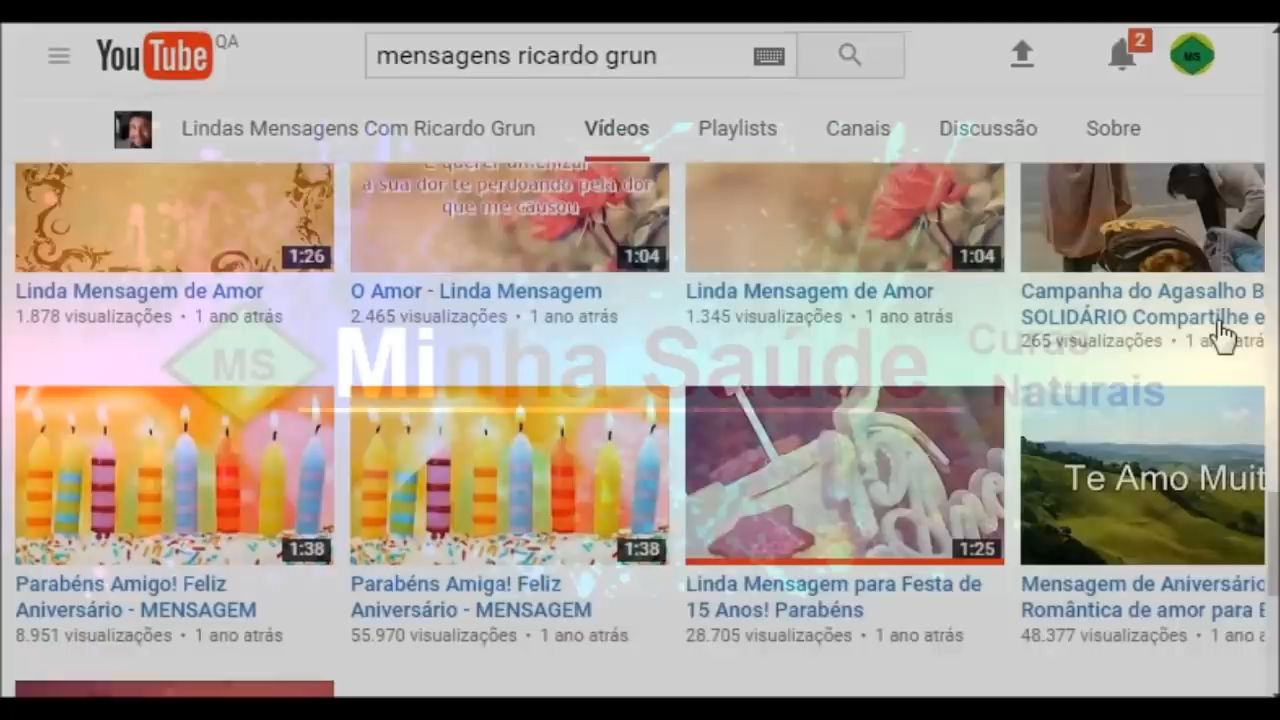 YouTube QA
mensagens ricardo grun
2
MS
Lindas Mensagens Com Ricardo Grun
Vídeos
Playlists
Canais
Discussão
Sobre
a sua dor te perdoando pela dor
que me causou
1:26
1:04
1:04
Linda Mensagem de Amor
1.878 visualizações • 1 ano atrás
O Amor - Linda Mensagem
2.465 visualizações • 1 ano atrás
Linda Mensagem de Amor
1.345 visualizações • 1 ano atrás
Campanha do Agasalho B
SOLIDÁRIO Compartilhe e
265 visualizações • 1 a atrá
MS
Minha Saúde
Curas
Naturais
Te Amo Muit
1:38
1:38
1:25
Parabéns Amigo! Feliz
Aniversário - MENSAGEM
8.951 visualizações • 1 ano atrás
Parabéns Amiga! Feliz
Aniversário - MENSAGEM
55.970 visualizações • 1 ano atrás
Linda Mensagem para Festa de
15 Anos! Parabéns
28.705 visualizações • 1 ano atrás
Mensagem de Aniversário
Romântica de amor para E
48.377 visualizações • 1 ano a